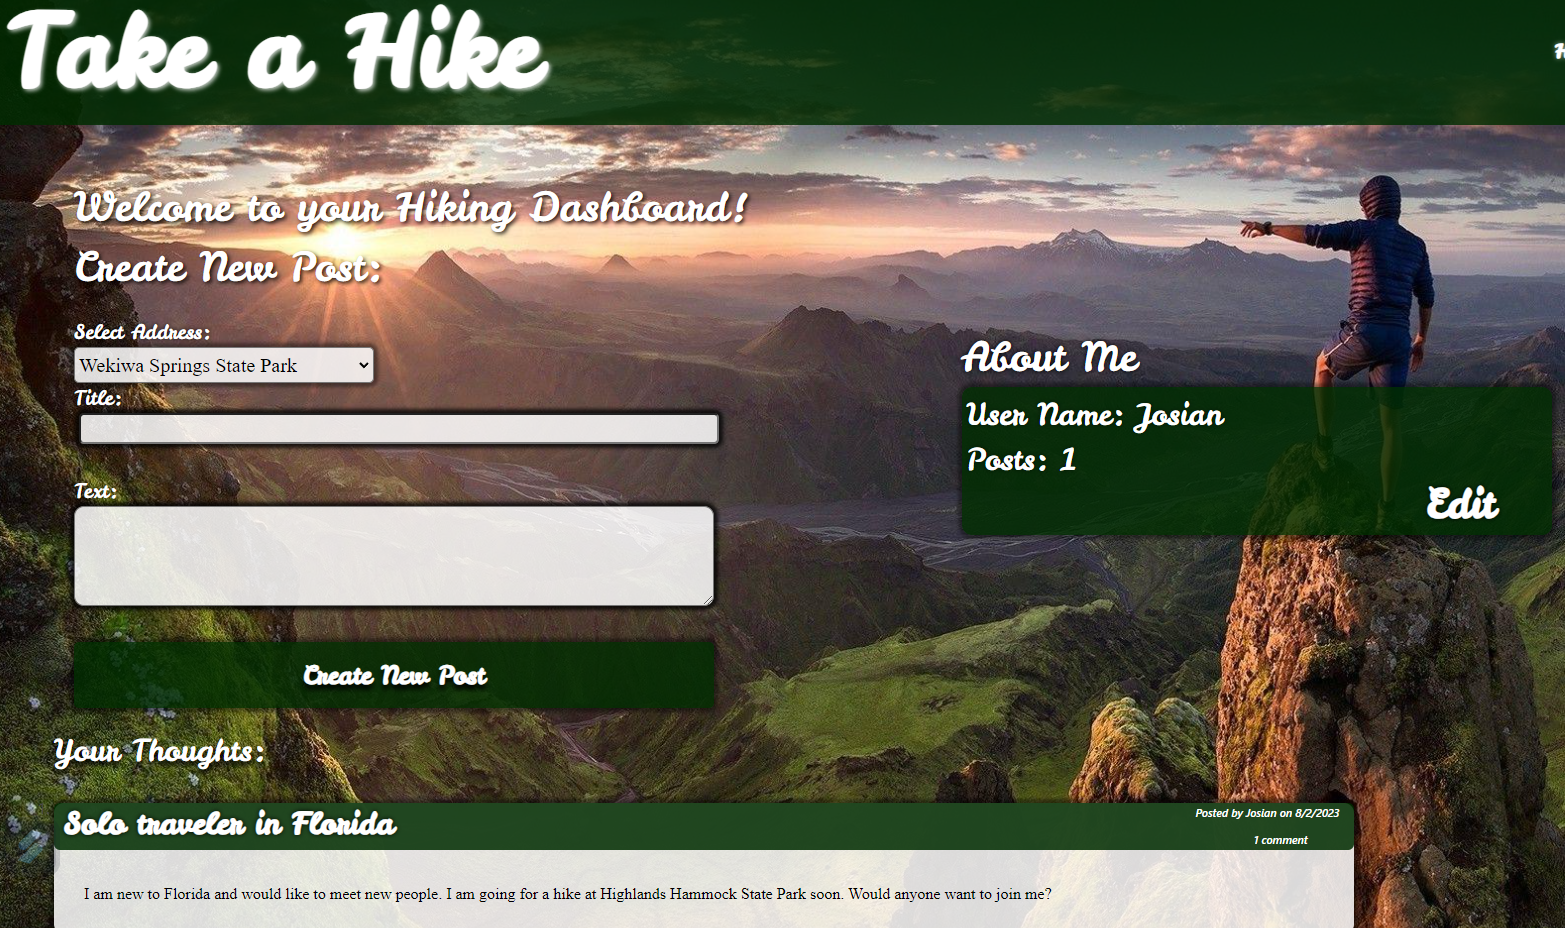 Take a Hike
Welcome to your Hiking Dashboard!
Create New Post:
Select Address:
Wekiwa Springs State Park
Title:
Text:
Create New Post
About Me
User Name: Josian
Posts: 1
Edit
Your Thoughts:
Solo traveler in Florida
Posted by Josian on 8/2/2023
1 comment
I am new to Florida and would like to meet new people. I am going for a hike at Highlands Hammock State Park soon. Would anyone want to join me?